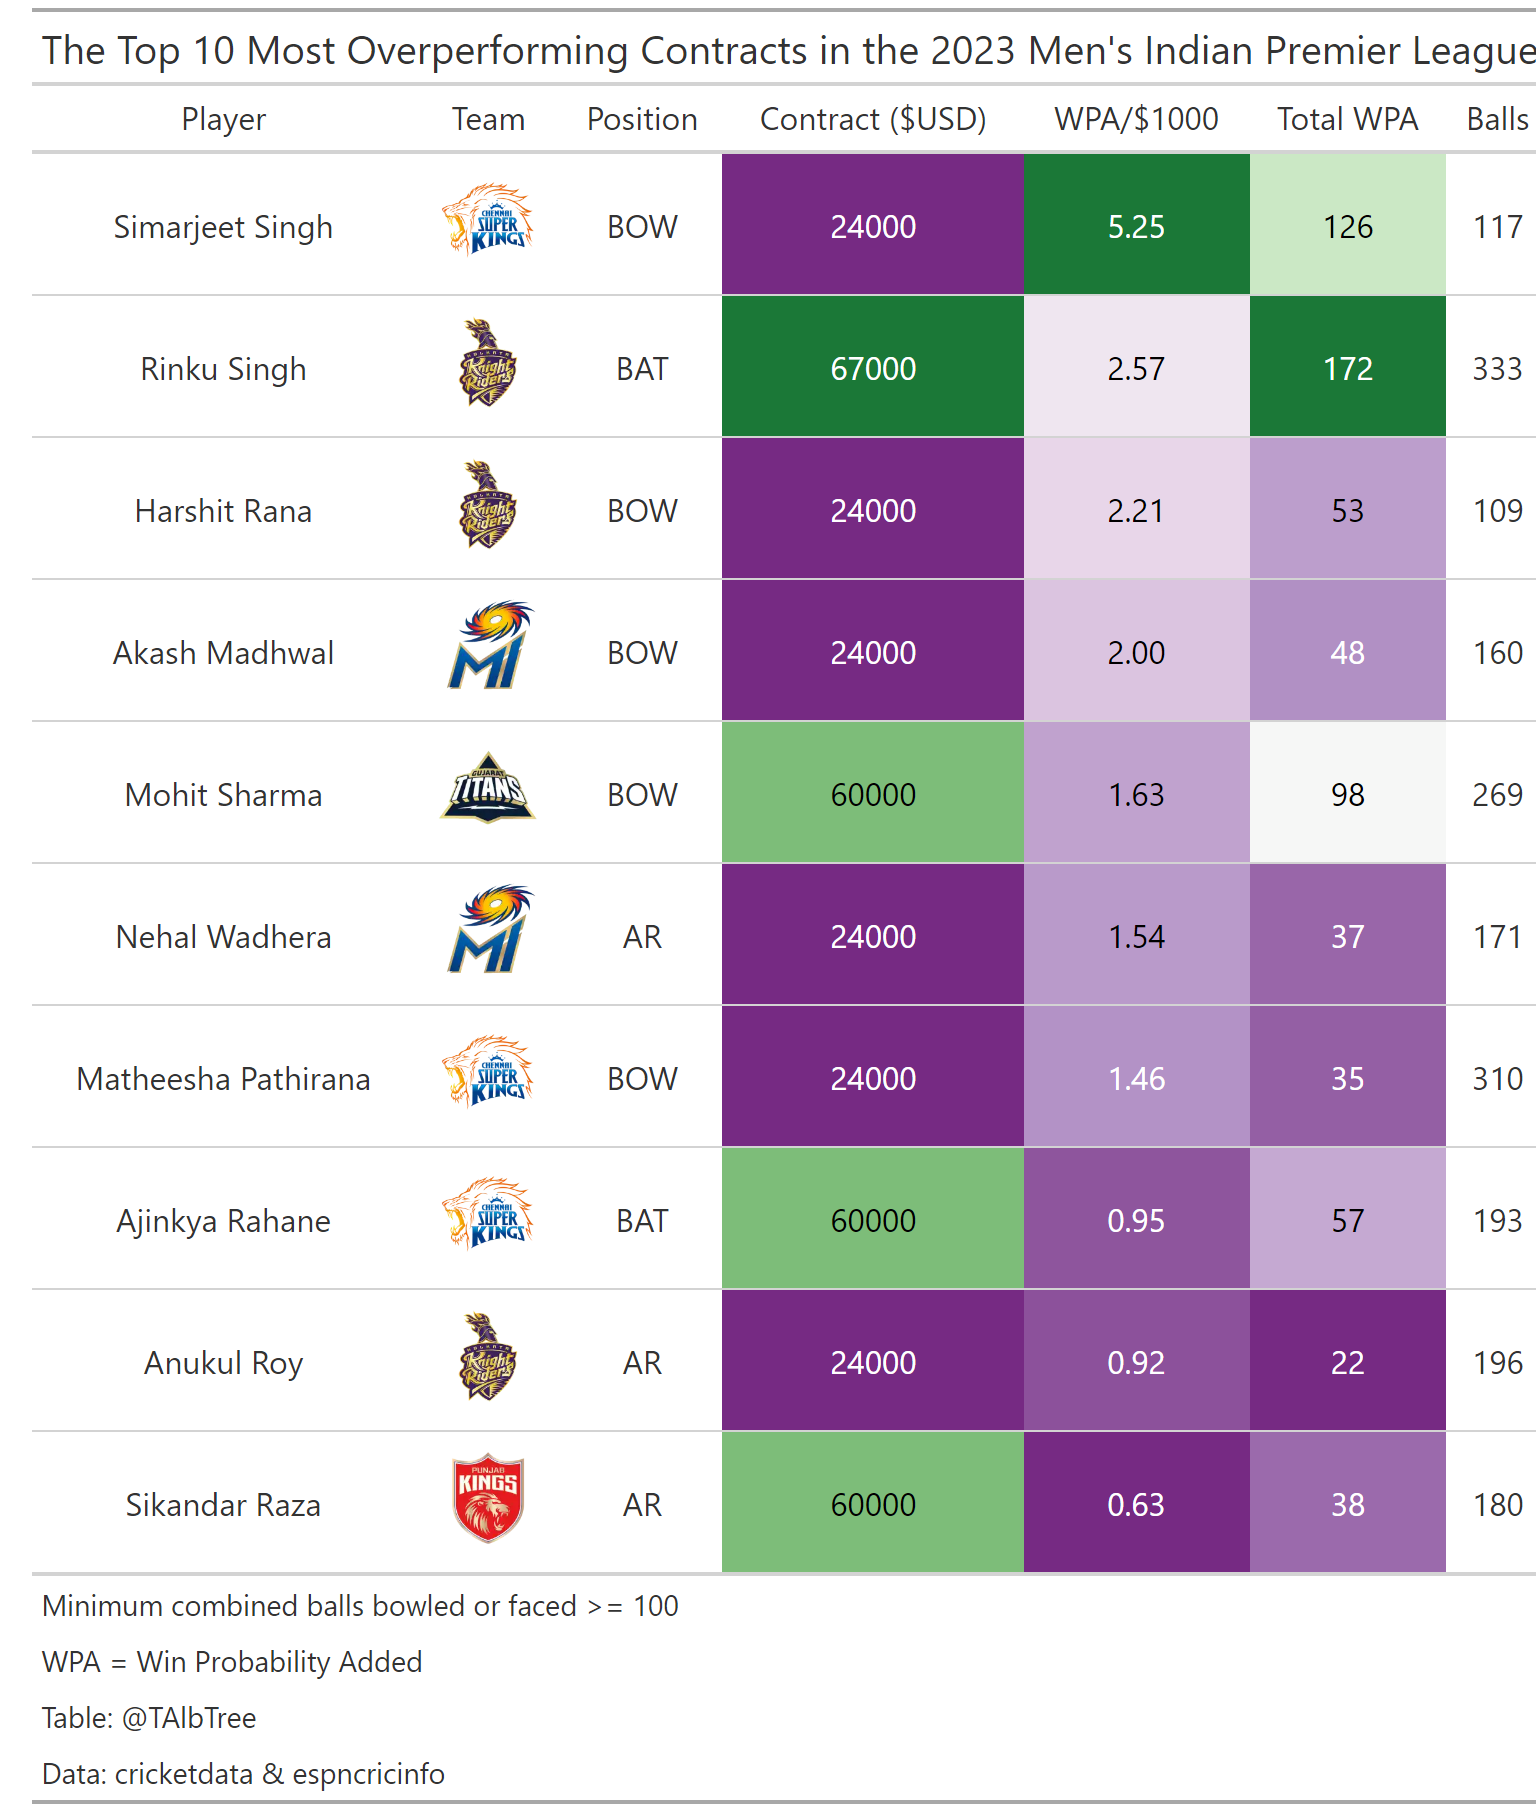 The Top 10 Most Overperforming Contracts in the 2023 Men's Indian Premier League
Player Team Position Contract ($USD) WPA/$1000 Total WPA Balls
Simarjeet Singh CHENNAI SUPER KINGS BOW 24000 5.25 126 117
Rinku Singh KOLKATA Knight Riders BAT 67000 2.57 172 333
Harshit Rana KOLKATA Knight Riders BOW 24000 2.21 53 109
Akash Madhwal MI BOW 24000 2.00 48 160
Mohit Sharma GUJARAT TITANS BOW 60000 1.63 98 269
Nehal Wadhera MI AR 24000 1.54 37 171
Matheesha Pathirana CHENNAI SUPER KINGS BOW 24000 1.46 35 310
Ajinkya Rahane CHENNAI SUPER KINGS BAT 60000 0.95 57 193
Anukul Roy KOLKATA Knight Riders AR 24000 0.92 22 196
Sikandar Raza PUNJAB KINGS AR 60000 0.63 38 180
Minimum combined balls bowled or faced >= 100
WPA = Win Probability Added
Table: @TAlbTree
Data: cricketdata & espncricinfo